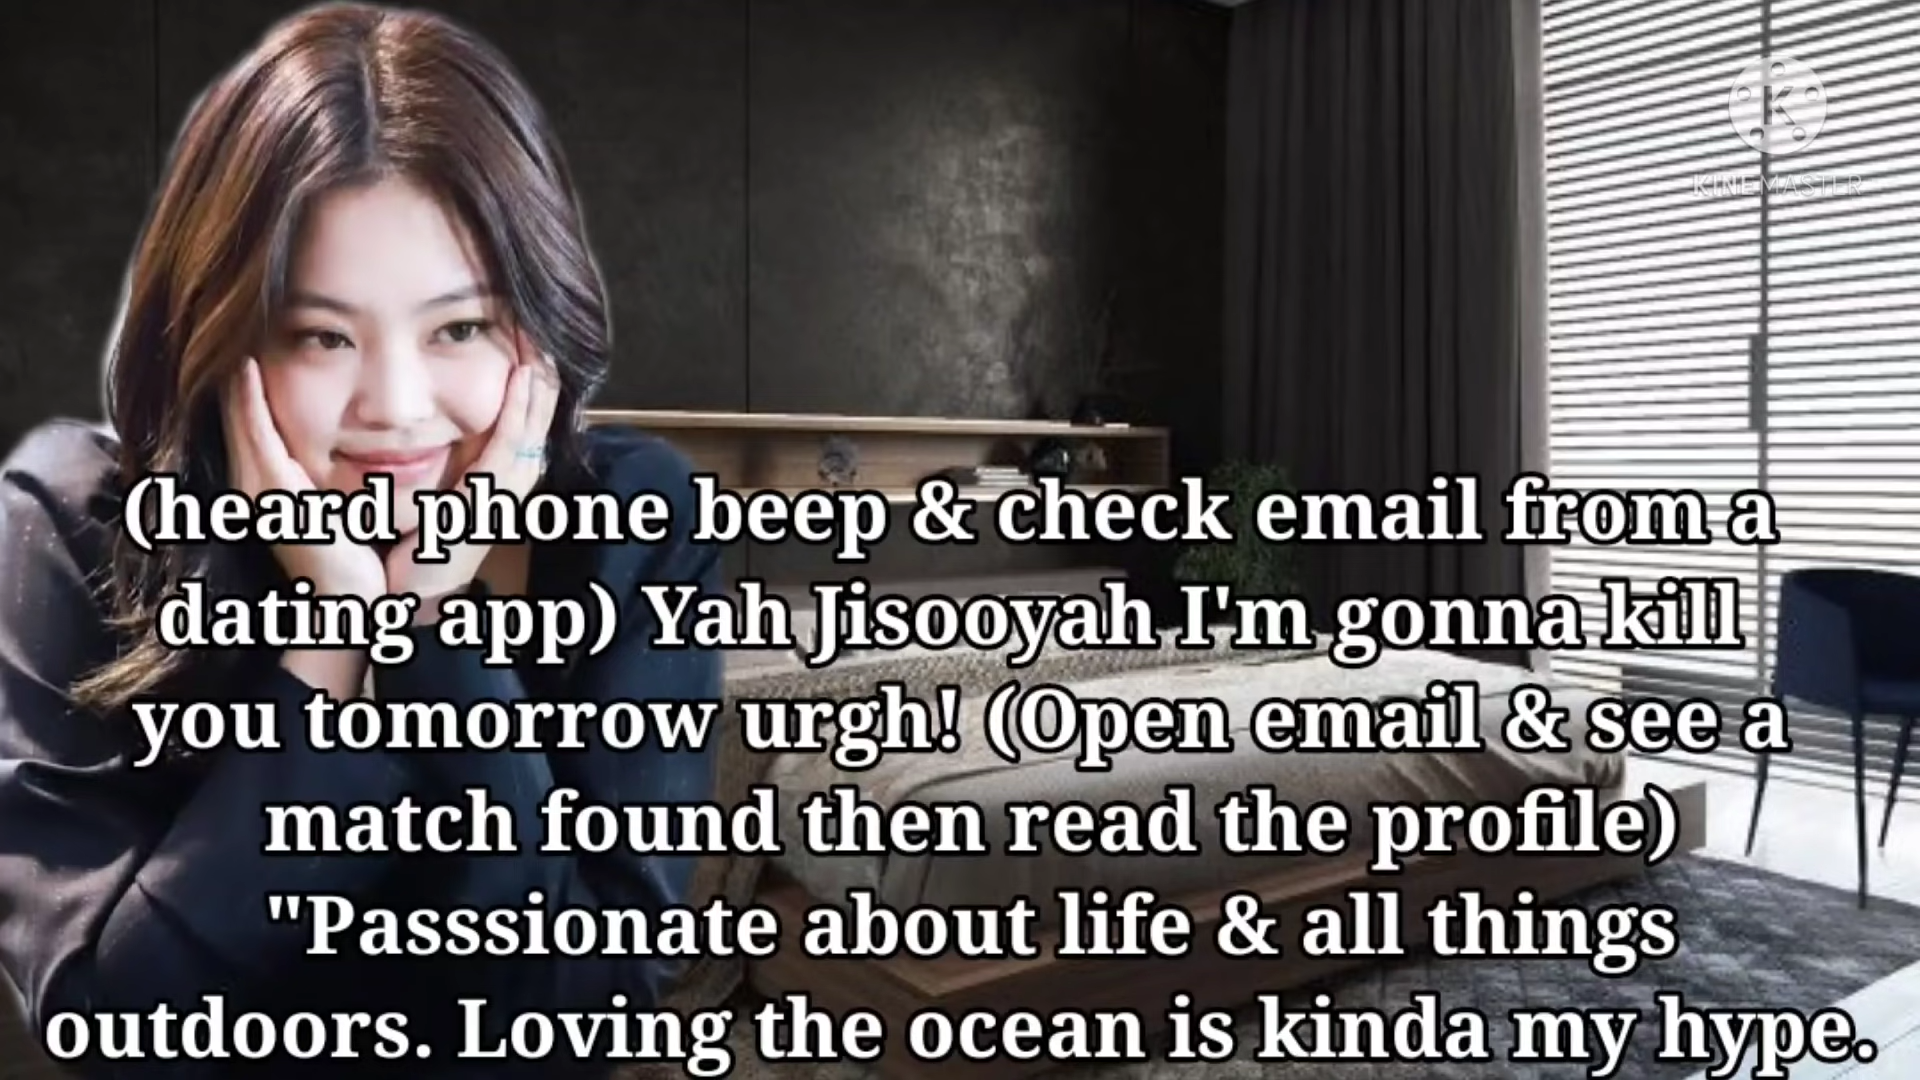 KINEMASTER
(heard phone beep & check email from a
dating app) Yah Jisooyah I'm gonna kill
you tomorrow urgh! (Open email & see a
match found then read the profile)
"Passsionate about life & all things
outdoors. Loving the ocean is kinda my hype.